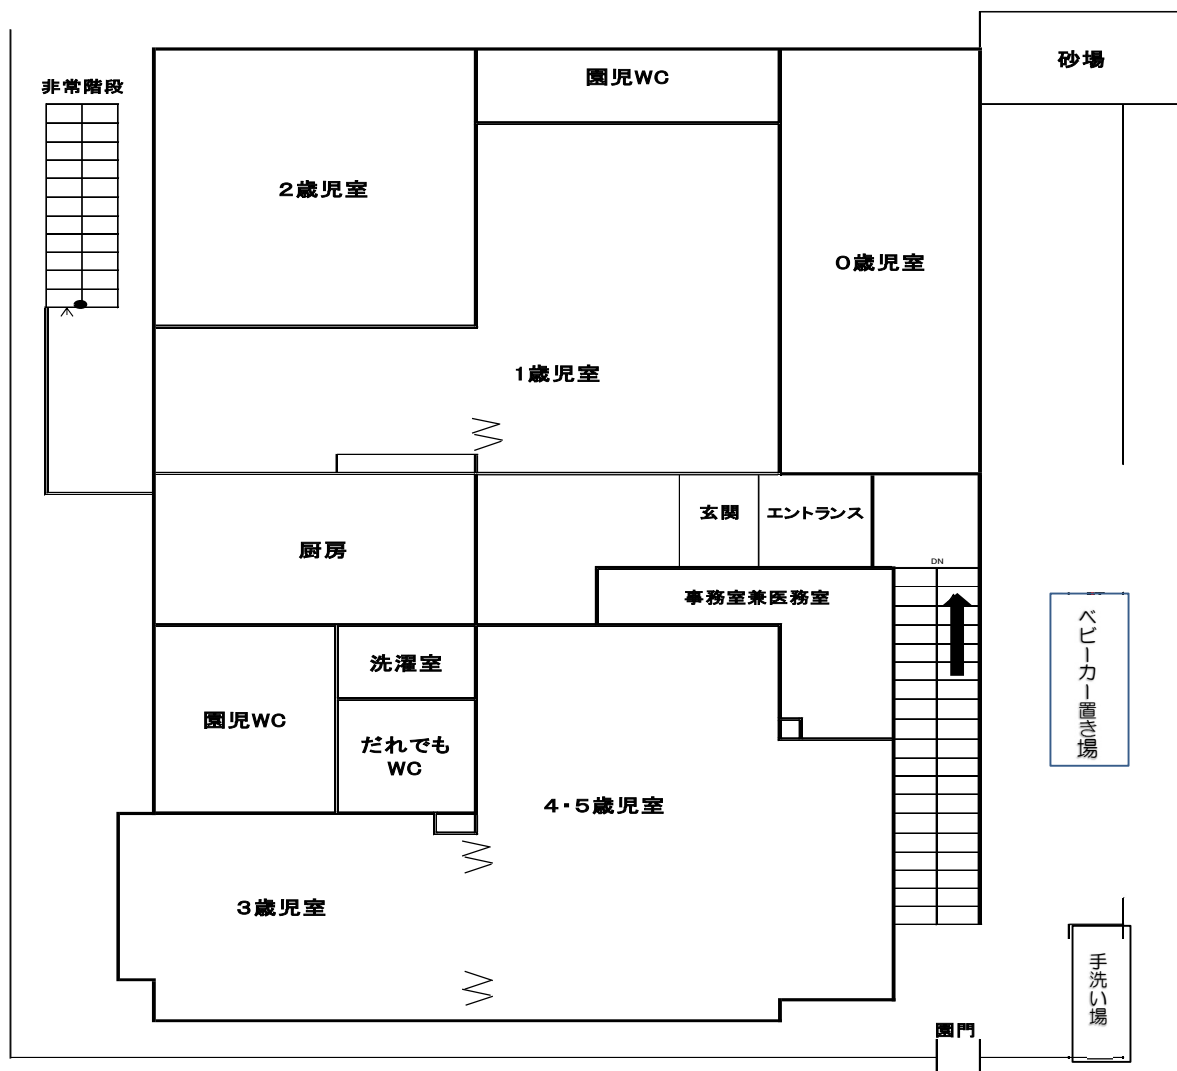 砂場
園児WC
非常階段
2歳児室
0歳児室
1歳児室
玄関
エントランス
厨房
DN
事務室兼医務室
ベビーカー置き場
洗濯室
園児WC
だれでも
WC
4・5歳児室
3歳児室
手洗い場
園門